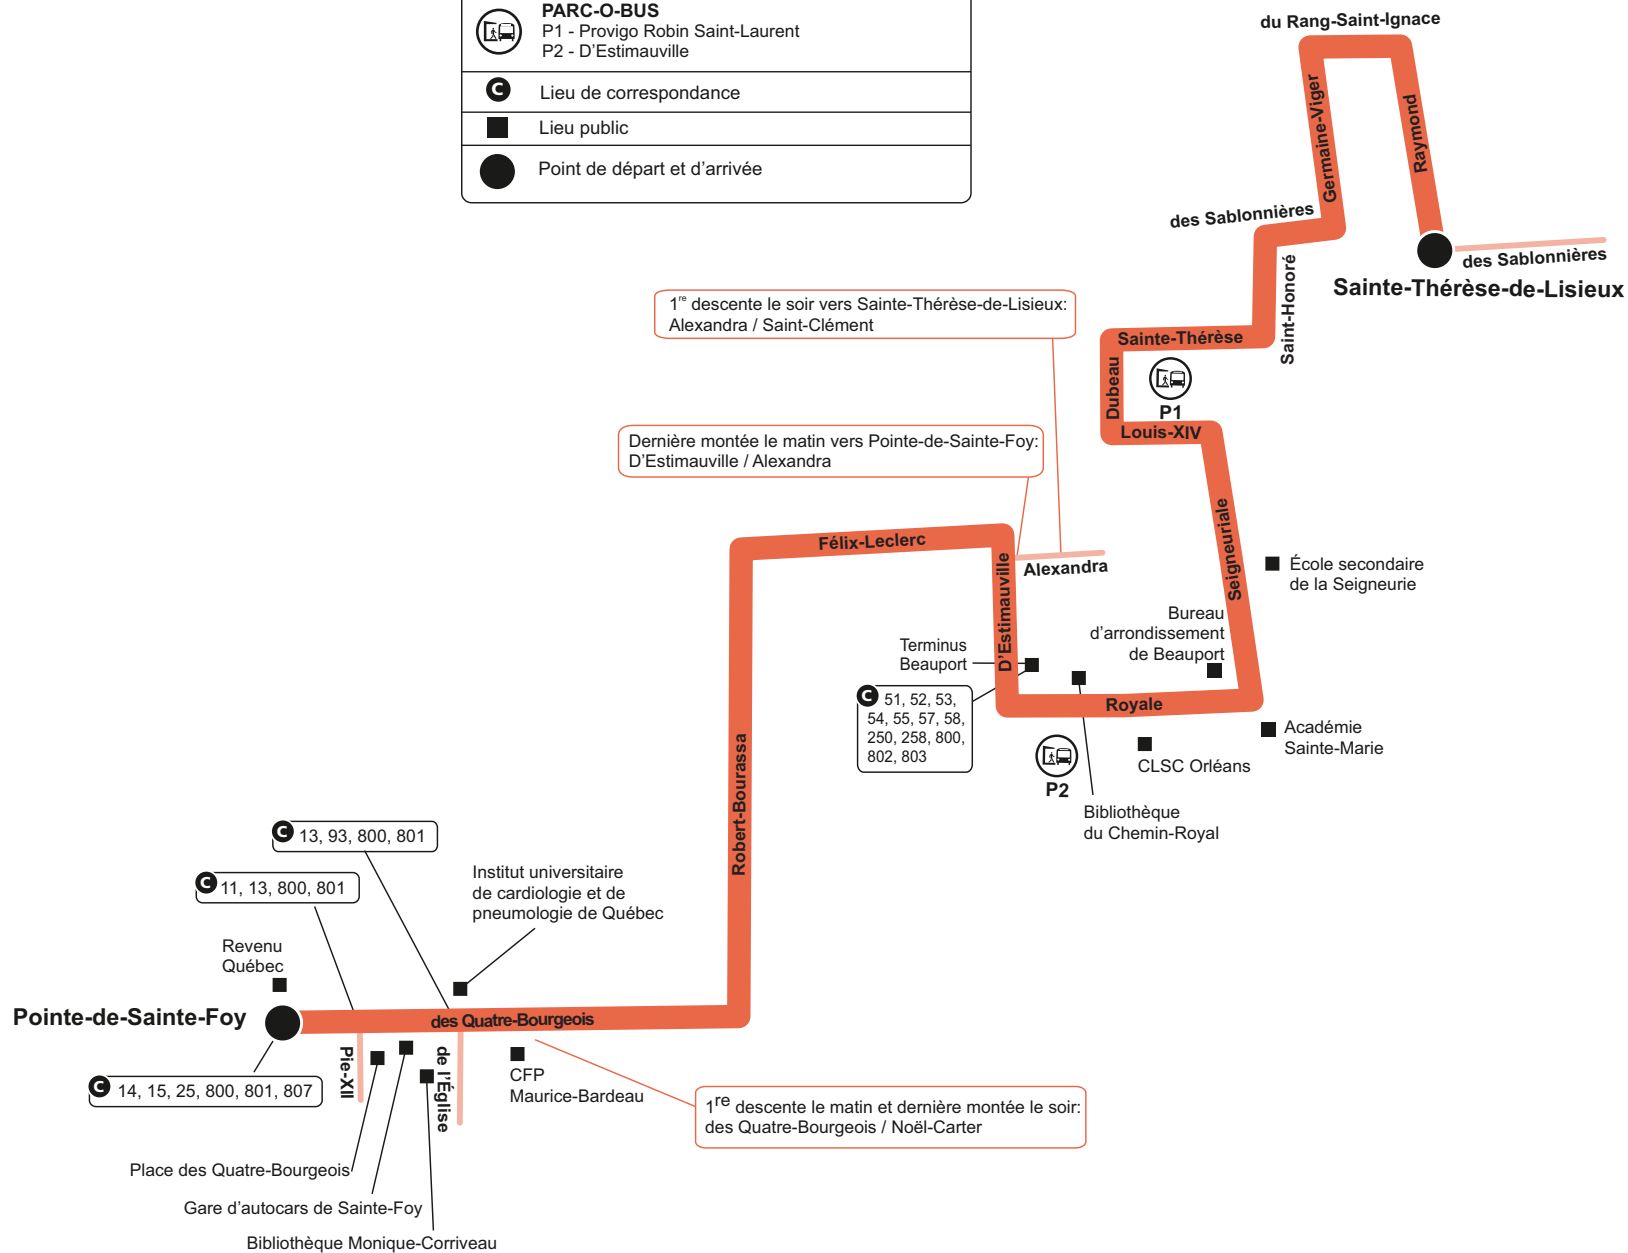 PARC-O-BUS
P1 - Provigo Robin Saint-Laurent
P2 - D'Estimauville
C Lieu de correspondance
Lieu public
Point de départ et d'arrivée
du Rang-Saint-Ignace
Germaine-Viger
Raymond
des Sablonnières
des Sablonnières
Sainte-Thérèse-de-Lisieux
Saint-Honoré
1re descente le soir vers Sainte-Thérèse-de-Lisieux:
Alexandra / Saint-Clément
Sainte-Thérèse
Dubeau
P1
Louis-XIV
Dernière montée le matin vers Pointe-de-Sainte-Foy:
D'Estimauville / Alexandra
Seigneuriale
Félix-Leclerc
D'Estimauville
Alexandra
École secondaire
de la Seigneurie
Bureau
d'arrondissement
de Beauport
Terminus
Beauport
C 51, 52, 53,
54, 55, 57, 58,
250, 258, 800,
802, 803
Royale
Académie
Sainte-Marie
CLSC Orléans
P2
Bibliothèque
du Chemin-Royal
Robert-Bourassa
C 13, 93, 800, 801
C 11, 13, 800, 801
Institut universitaire
de cardiologie et de
pneumologie de Québec
Revenu
Québec
Pointe-de-Sainte-Foy
des Quatre-Bourgeois
Pie-XII
de l'Église
C 14, 15, 25, 800, 801, 807
CFP
Maurice-Bardeau
1re descente le matin et dernière montée le soir:
des Quatre-Bourgeois / Noël-Carter
Place des Quatre-Bourgeois
Gare d'autocars de Sainte-Foy
Bibliothèque Monique-Corriveau